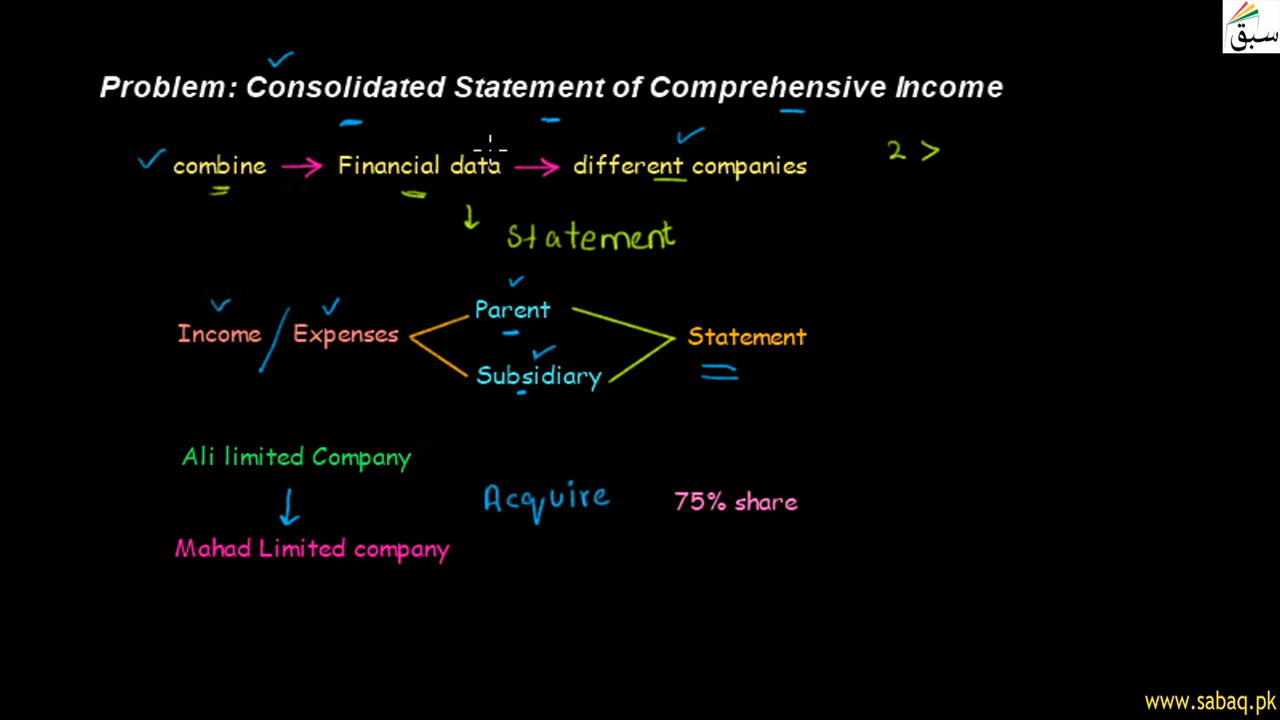 سبق
Problem: Consolidated Statement of Comprehensive Income
combine → Financial data → different companies 2 >
↓ Statement
Parent
Income / Expenses Statement
Subsidiary
Ali limited Company
↓ Acquire 75% share
Mahad Limited company
www.sabaq.pk